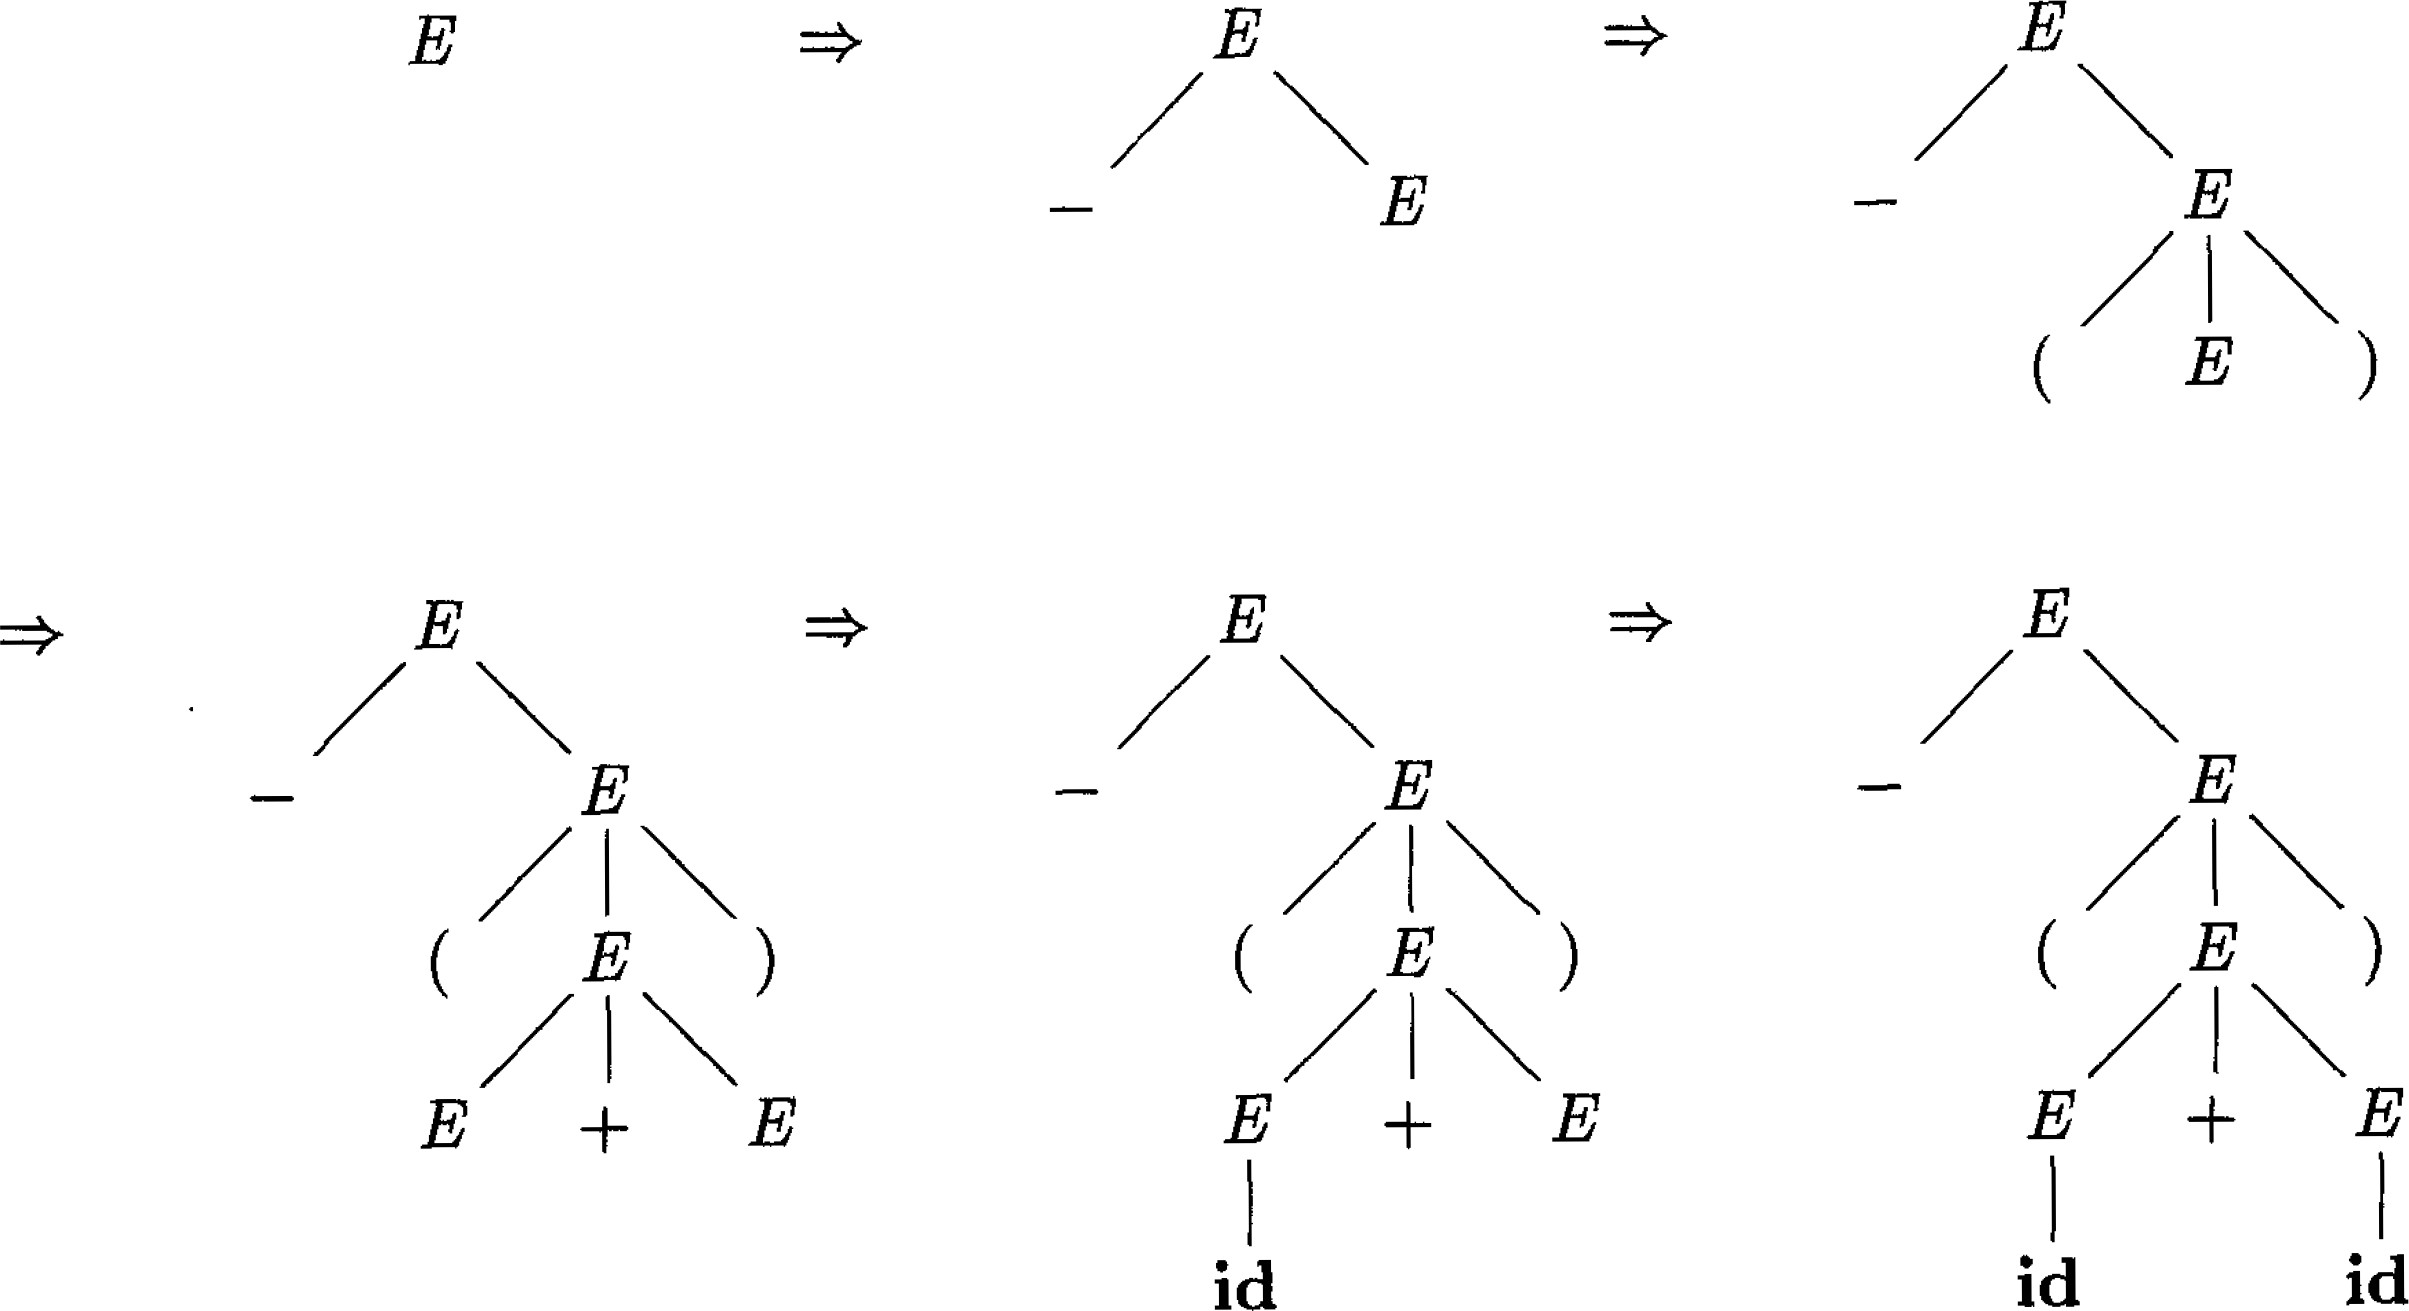 E ⇒ E ⇒ E
− E − E
( E )
⇒ E ⇒ E ⇒ E
− E − E − E
( E ) ( E ) ( E )
E + E E + E E + E
id id id